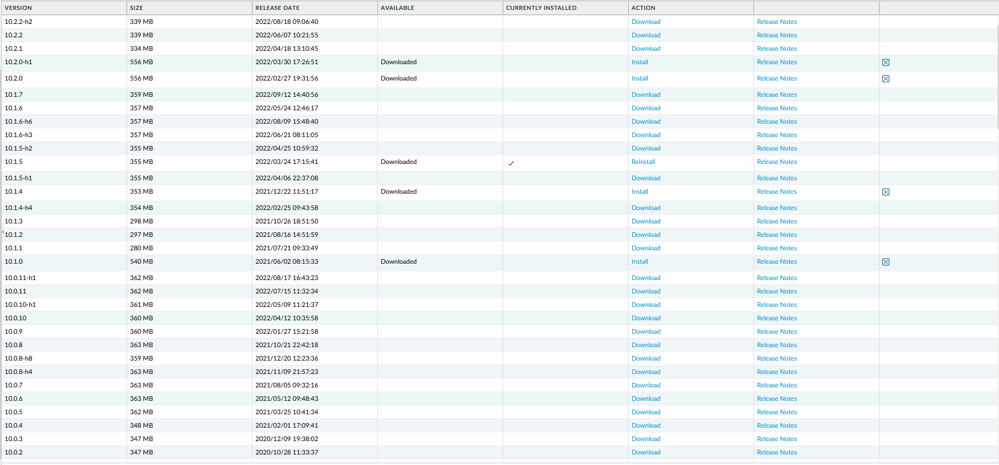 VERSION SIZE RELEASE DATE AVAILABLE CURRENTLY INSTALLED ACTION
10.2.2-h2 339 MB 2022/08/18 09:06:40 Download Release Notes
10.2.2 339 MB 2022/06/07 10:21:55 Download Release Notes
10.2.1 334 MB 2022/04/18 13:10:45 Download Release Notes
10.2.0-h1 556 MB 2022/03/30 17:26:51 Downloaded Install Release Notes
10.2.0 556 MB 2022/02/27 19:31:56 Downloaded Install Release Notes
10.1.7 359 MB 2022/09/12 14:40:56 Download Release Notes
10.1.6 357 MB 2022/05/24 12:46:17 Download Release Notes
10.1.6-h6 357 MB 2022/08/09 15:48:40 Download Release Notes
10.1.6-h3 357 MB 2022/06/21 08:11:05 Download Release Notes
10.1.5-h2 355 MB 2022/04/25 10:59:32 Download Release Notes
10.1.5 355 MB 2022/03/24 17:15:41 Downloaded ✓ Reinstall Release Notes
10.1.5-h1 355 MB 2022/04/06 22:37:08 Download Release Notes
10.1.4 353 MB 2021/12/22 11:51:17 Downloaded Install Release Notes
10.1.4-h4 354 MB 2022/02/25 09:43:58 Download Release Notes
10.1.3 298 MB 2021/10/26 18:51:50 Download Release Notes
10.1.2 297 MB 2021/08/16 14:51:59 Download Release Notes
10.1.1 280 MB 2021/07/21 09:33:49 Download Release Notes
10.1.0 540 MB 2021/06/02 08:15:33 Downloaded Install Release Notes
10.0.11-h1 362 MB 2022/08/17 16:43:23 Download Release Notes
10.0.11 362 MB 2022/07/15 11:32:34 Download Release Notes
10.0.10-h1 361 MB 2022/05/09 11:21:37 Download Release Notes
10.0.10 360 MB 2022/04/12 10:35:58 Download Release Notes
10.0.9 360 MB 2022/01/27 15:21:58 Download Release Notes
10.0.8 363 MB 2021/10/21 22:42:18 Download Release Notes
10.0.8-h8 359 MB 2021/12/20 12:23:36 Download Release Notes
10.0.8-h4 363 MB 2021/11/09 21:57:23 Download Release Notes
10.0.7 363 MB 2021/08/05 09:32:16 Download Release Notes
10.0.6 363 MB 2021/05/12 09:48:43 Download Release Notes
10.0.5 362 MB 2021/03/25 10:41:34 Download Release Notes
10.0.4 348 MB 2021/02/01 17:09:41 Download Release Notes
10.0.3 347 MB 2020/12/09 19:38:02 Download Release Notes
10.0.2 347 MB 2020/10/28 11:33:37 Download Release Notes